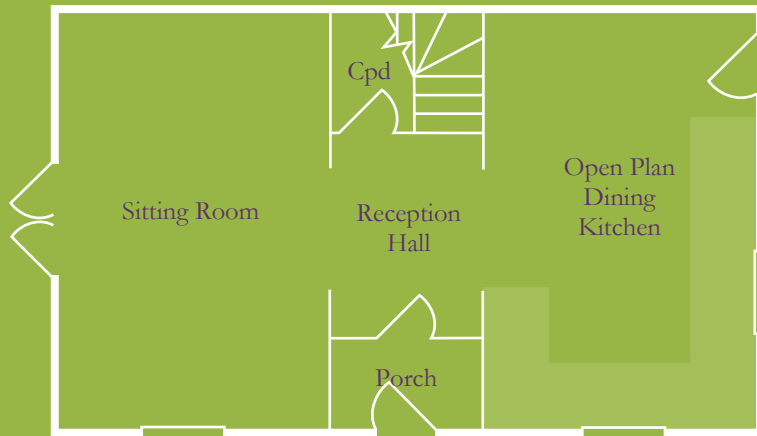 Cpd
Sitting Room
Reception
Hall
Open Plan
Dining
Kitchen
Porch